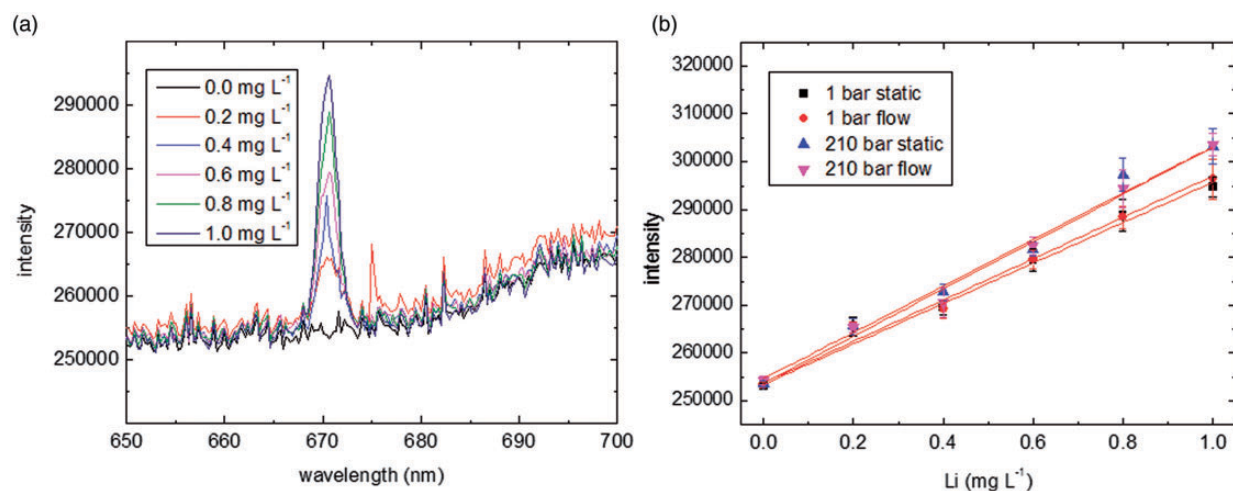 (a)
intensity
290000
280000
270000
260000
250000
0.0 mg L⁻¹
0.2 mg L⁻¹
0.4 mg L⁻¹
0.6 mg L⁻¹
0.8 mg L⁻¹
1.0 mg L⁻¹
650 660 670 680 690 700
wavelength (nm)
(b)
intensity
320000
310000
300000
290000
280000
270000
260000
250000
1 bar static
1 bar flow
210 bar static
210 bar flow
0.0 0.2 0.4 0.6 0.8 1.0
Li (mg L⁻¹)